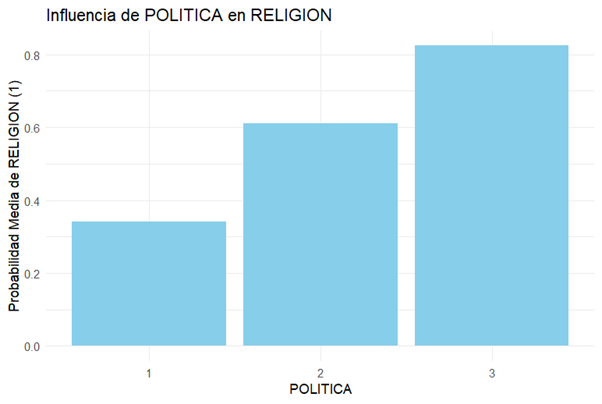 Influencia de POLITICA en RELIGION
Probabilidad Media de RELIGION (1)
0.8
0.6
0.4
0.2
0.0
1 2 3
POLITICA